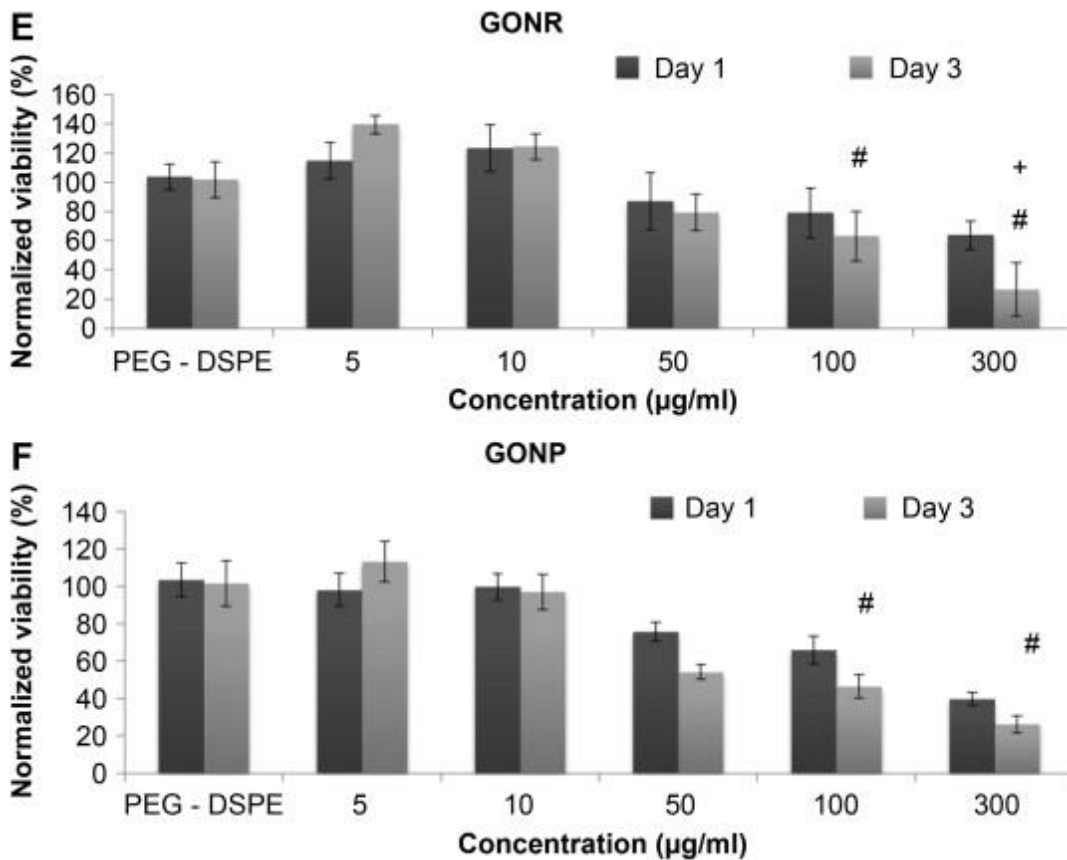 E
GONR
Day 1 Day 3
Normalized viability (%)
160
140
120
100
80
60
40
20
0
#
+
#
PEG - DSPE 5 10 50 100 300
Concentration (µg/ml)
F
GONP
Day 1 Day 3
Normalized viability (%)
140
120
100
80
60
40
20
0
#
#
PEG - DSPE 5 10 50 100 300
Concentration (µg/ml)